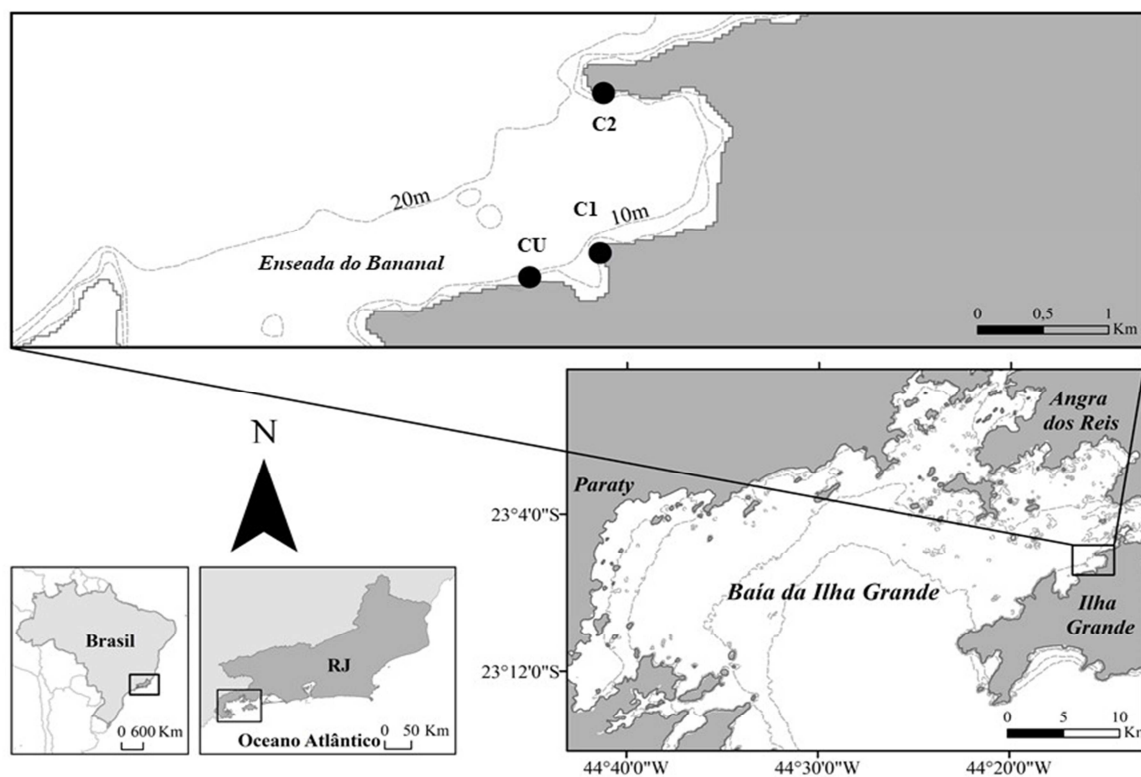 C2
20m
C1
10m
CU
Enseada do Bananal
0 0,5 1
Km
N
Angra
dos Reis
Paraty
23°4'0"S
Baía da Ilha Grande
Ilha
Grande
23°12'0"S
0 5 10
Km
44°40'0"W 44°30'0"W 44°20'0"W
Brasil
0 600 Km
RJ
0 50 Km
Oceano Atlântico